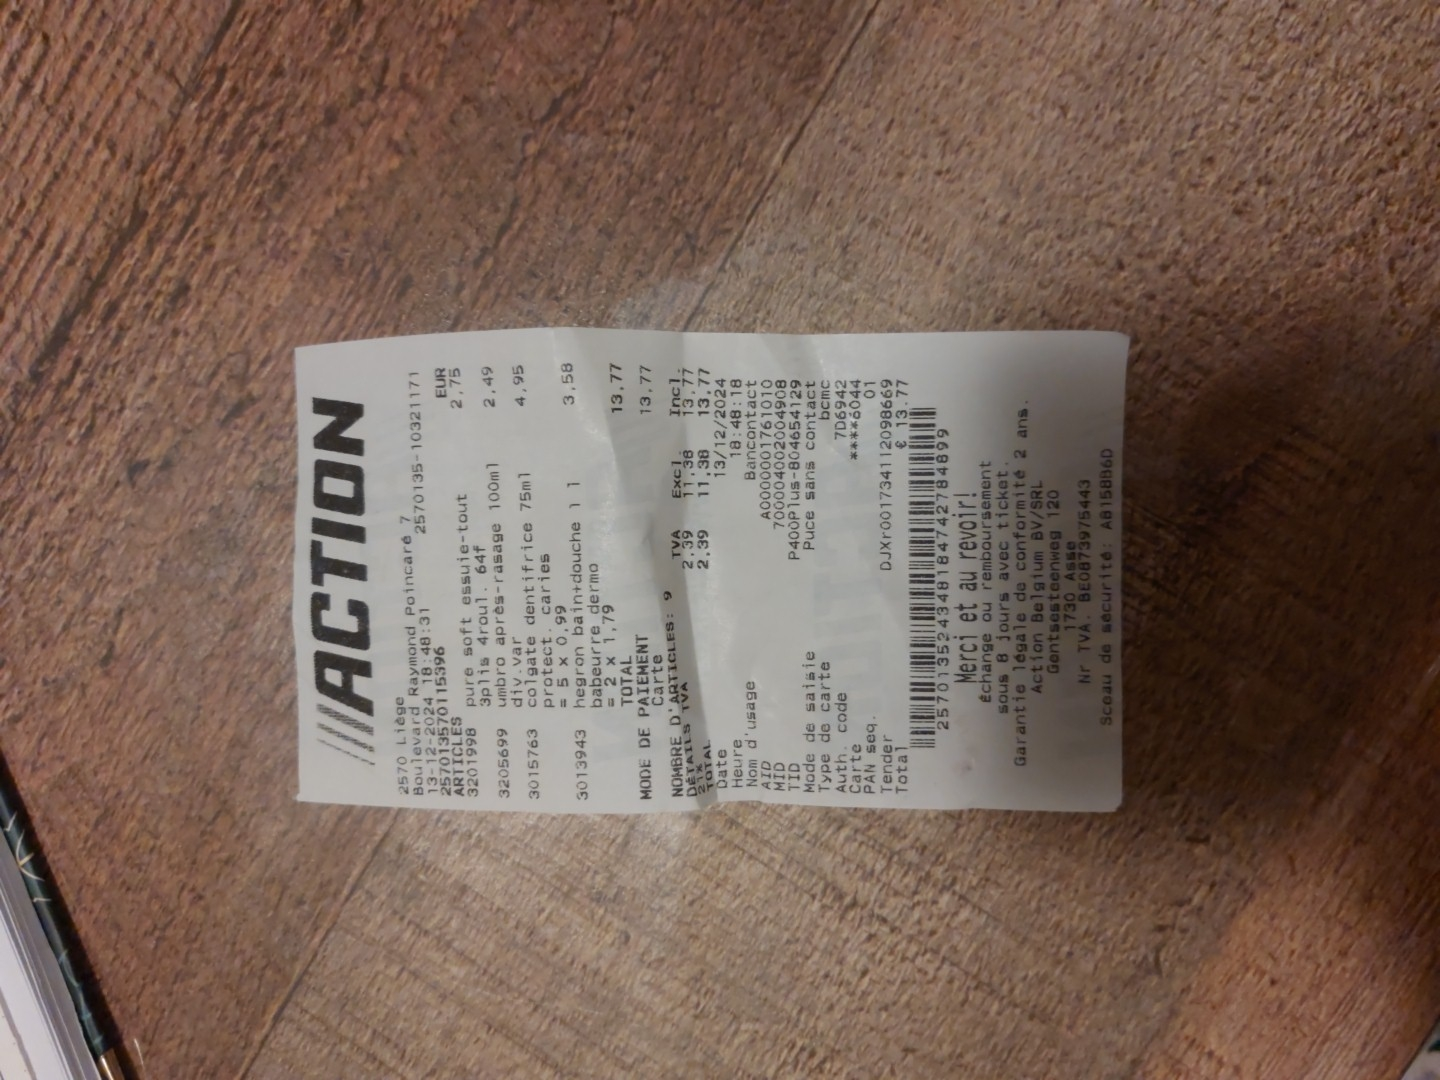 ACTION
2570 Liège
Boulevard Raymond Poincaré 7
13-12-2024 18:48:31 2570135-10321171
257013570115396
ARTICLES EUR
3201998 pure soft essuie-tout 2,75
3plis 4roul. 64f
3205699 umbro après-rasage 100ml 2,49
div.var
3015763 colgate dentifrice 75ml 4,95
protect. caries
= 5 x 0,99
3013943 hegron bain+douche 1 l 3,58
babeurre dermo
= 2 x 1,79
TOTAL 13,77
MODE DE PAIEMENT
Carte 13,77
NOMBRE D'ARTICLES: 9
DÉTAILS TVA TVA Excl. Incl.
21% 2,39 11,38 13,77
TOTAL 2,39 11,38 13,77
Date 13/12/2024
Heure 18:48:18
Nom d'usage Bancontact
AID A0000001761010
MID 700004002004908
TID P400Plus-804654129
Mode de saisie Puce sans contact
Type de carte bcmc
Auth. code 7D6942
Carte ****6044
PAN seq. 01
Tender DJXr001734112098669
Total € 13.77
257013524348184742784899
Merci et au revoir!
échange ou remboursement
sous 8 jours avec ticket.
Garantie légale de conformité 2 ans.
Action Belgium BV/SRL
Gentsesteenweg 120
1730 Asse
Nr TVA. BE0873975443
Sceau de sécurité: AB15BB6D